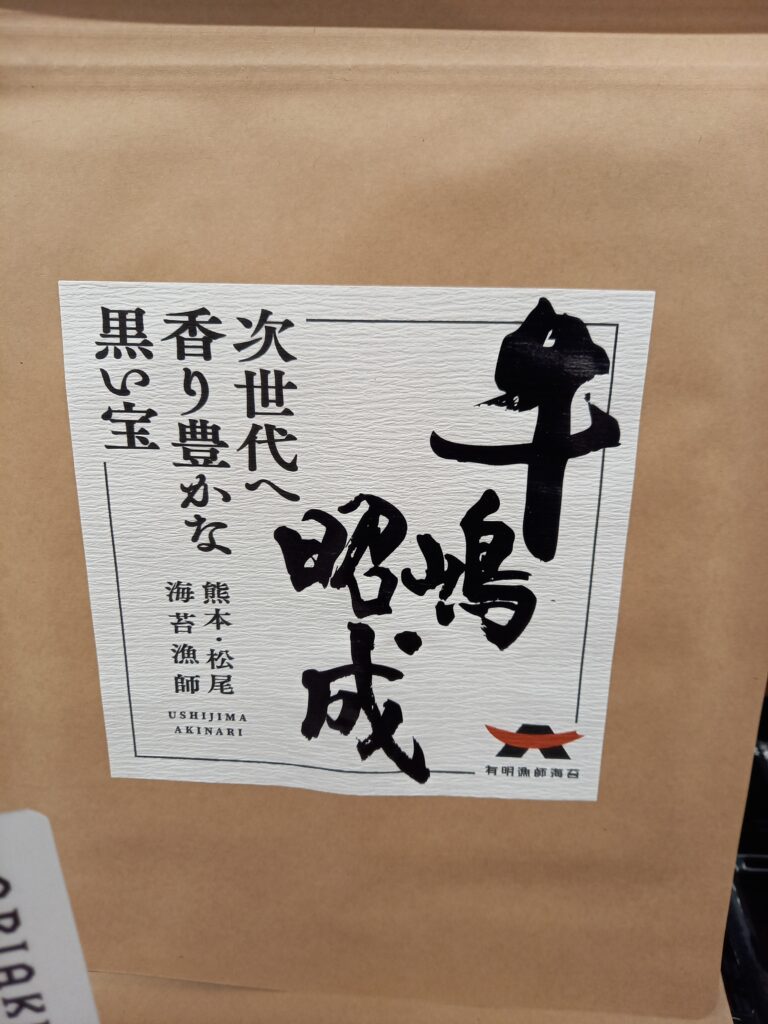 牛嶋
昭成
次世代へ
香り豊かな
黒い宝
熊本・松尾
海苔漁師
USHIJIMA
AKINARI
有明漁師海苔